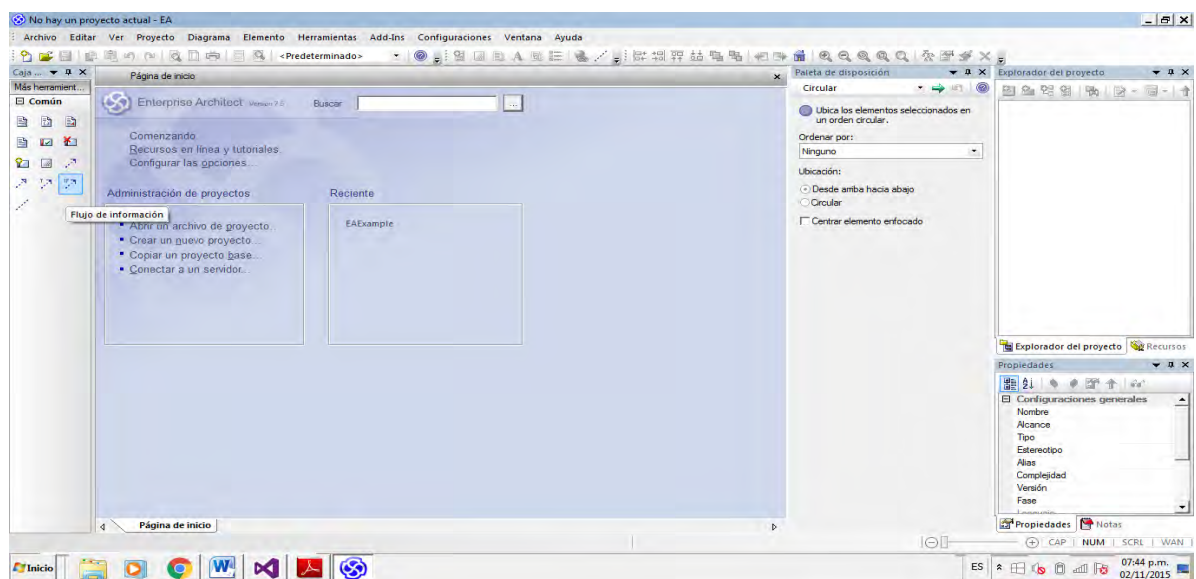 No hay un proyecto actual - EA
Archivo Editar Ver Proyecto Diagrama Elemento Herramientas Add-Ins Configuraciones Ventana Ayuda
<Predeterminado>
Caja ...
Más herramient...
Común
Flujo de información
Página de inicio
Enterprise Architect
Buscar
...
Comenzando
Recursos en línea y tutoriales.
Configurar las opciones...
Administración de proyectos
Abrir un archivo de proyecto...
Crear un nuevo proyecto...
Copiar un proyecto base...
Conectar a un servidor...
Reciente
EAExample
Página de inicio
Paleta de disposición
Circular
Ubica los elementos seleccionados en
un orden circular.
Ordenar por:
Ninguno
Ubicación:
Desde arriba hacia abajo
Circular
Centrar elemento enfocado
Explorador del proyecto
Explorador del proyecto
Recursos
Propiedades
Configuraciones generales
Nombre
Alcance
Tipo
Estereotipo
Alias
Complejidad
Versión
Fase
Propiedades
Notas
CAP NUM SCRL WAN
Inicio
ES
07:44 p.m.
02/11/2015